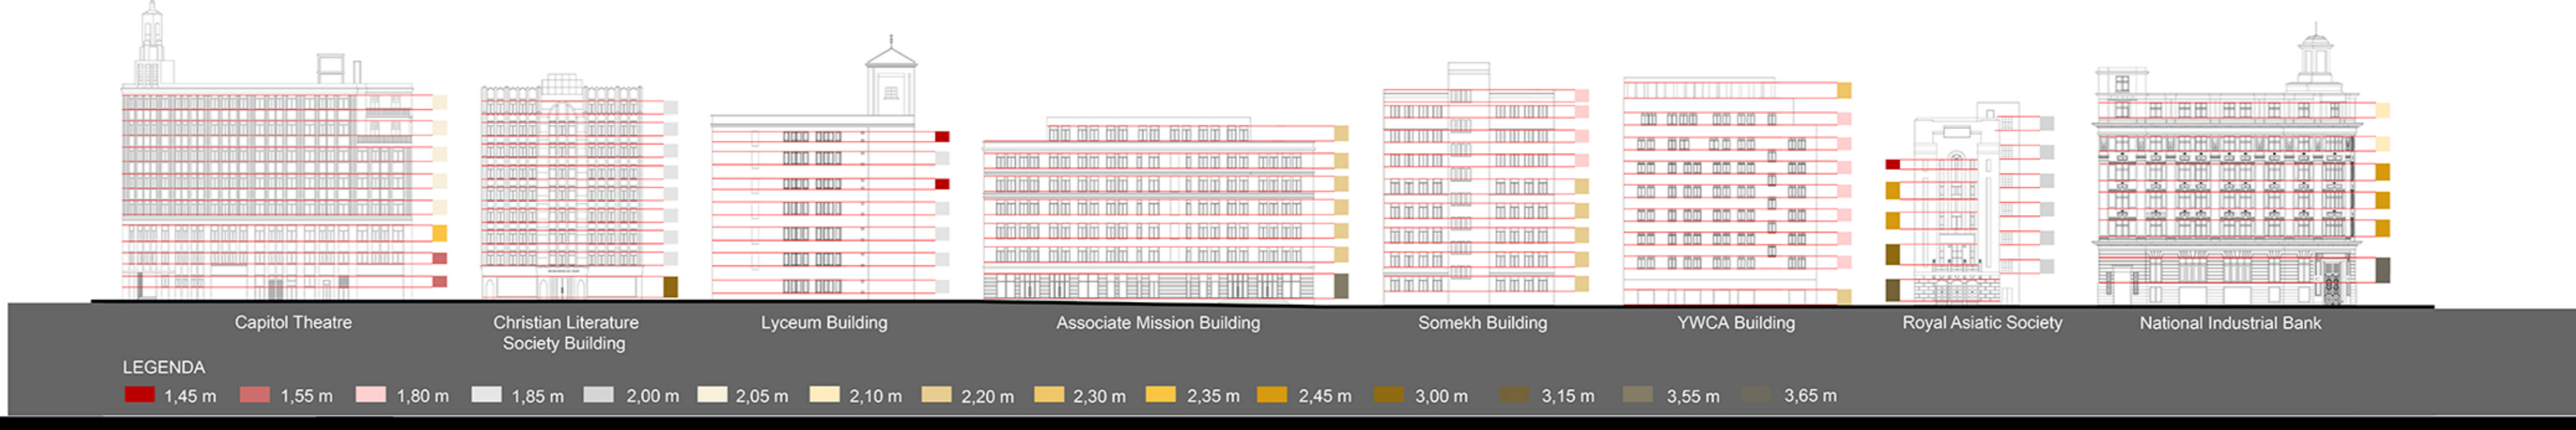 Capitol Theatre
Christian Literature
Society Building
Lyceum Building
Associate Mission Building
Somekh Building
YWCA Building
Royal Asiatic Society
National Industrial Bank
LEGENDA
1,45 m
1,55 m
1,80 m
1,85 m
2,00 m
2,05 m
2,10 m
2,20 m
2,30 m
2,35 m
2,45 m
3,00 m
3,15 m
3,55 m
3,65 m